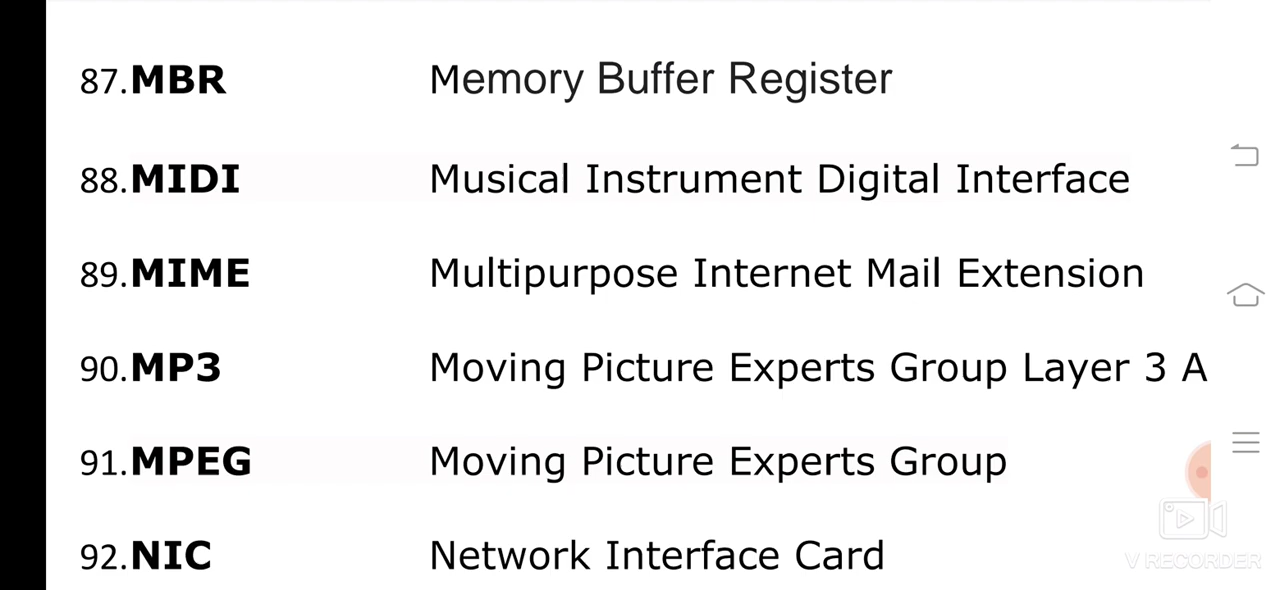 87.MBR Memory Buffer Register
88.MIDI Musical Instrument Digital Interface
89.MIME Multipurpose Internet Mail Extension
90.MP3 Moving Picture Experts Group Layer 3 A
91.MPEG Moving Picture Experts Group
92.NIC Network Interface Card
V RECORDER